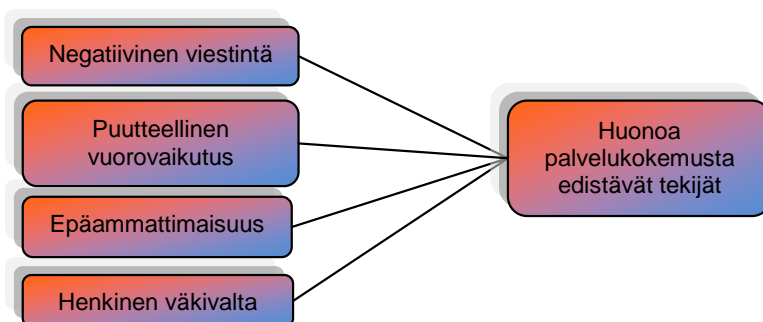 Negatiivinen viestintä
Puutteellinen
vuorovaikutus
Epäammattimaisuus
Henkinen väkivalta
Huonoa
palvelukokemusta
edistävät tekijät